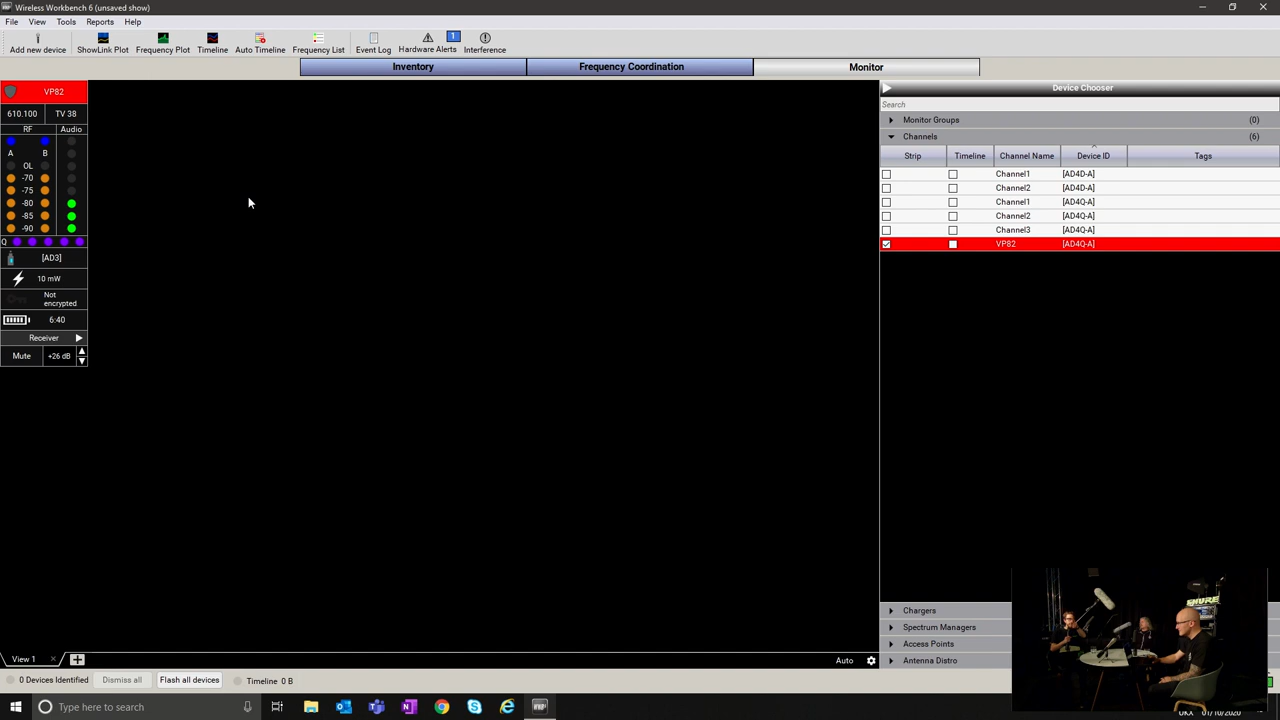 Wireless Workbench 6 (unsaved show)
File View Tools Reports Help
1
Add new device ShowLink Plot Frequency Plot Timeline Auto Timeline Frequency List Event Log Hardware Alerts Interference
Inventory Frequency Coordination Monitor
VP82
610.100 TV 38
RF Audio
A B
OL
-70
-75
-80
-85
-90
Q
[AD3]
10 mW
Not
encrypted
6:40
Receiver
Mute +26 dB
Device Chooser
Search
Monitor Groups (0)
Channels (6)
Strip Timeline Channel Name Device ID Tags
Channel1 [AD4D-A]
Channel2 [AD4D-A]
Channel1 [AD4Q-A]
Channel2 [AD4Q-A]
Channel3 [AD4Q-A]
VP82 [AD4Q-A]
Chargers
Spectrum Managers
Access Points
Antenna Distro
SHURE
View 1 Auto
0 Devices Identified Dismiss all Flash all devices Timeline 0 B
Type here to search